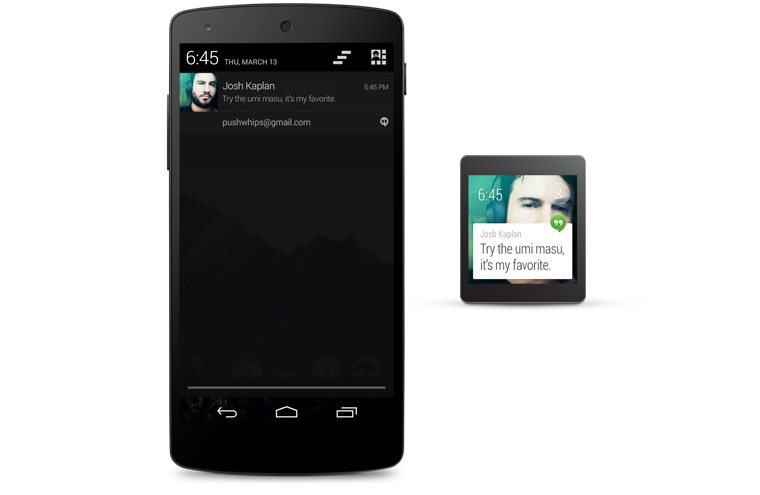 6:45 THU, MARCH 13
Josh Kaplan 6:45 PM
Try the umi masu, it's my favorite.
pushwhips@gmail.com
6:45
Josh Kaplan
Try the umi masu,
it's my favorite.